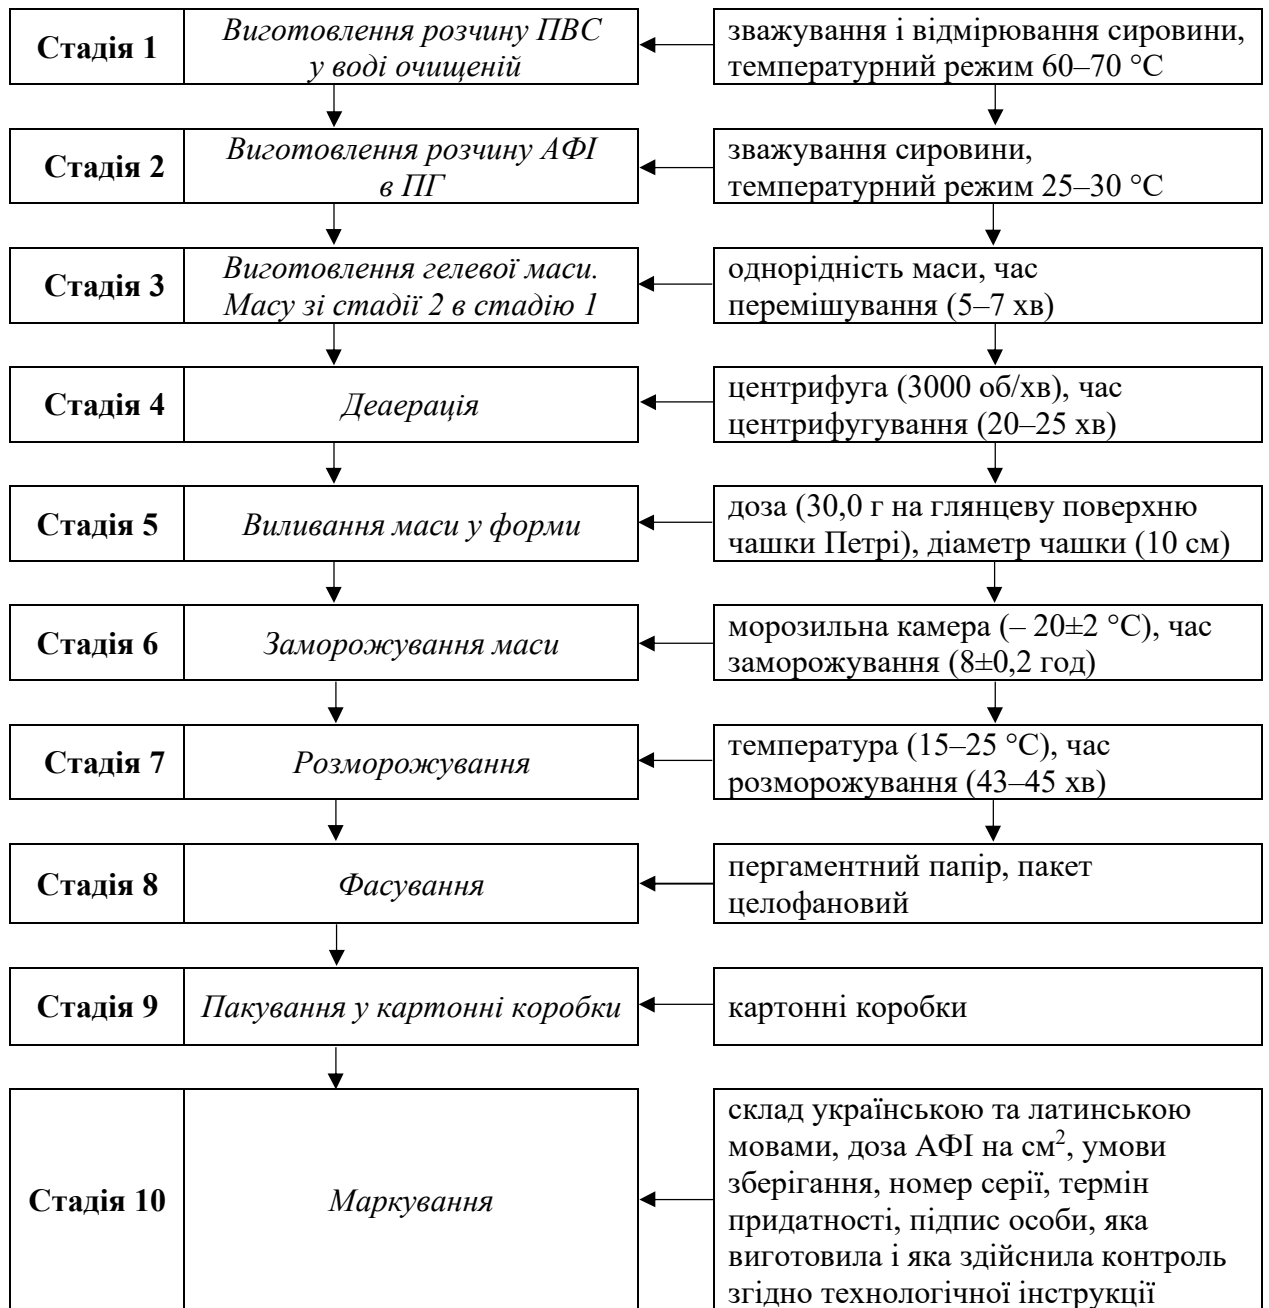 Стадія 1
Виготовлення розчину ПВС
у воді очищеній
зважування і відмірювання сировини,
температурний режим 60–70 °C
Стадія 2
Виготовлення розчину АФІ
в ПГ
зважування сировини,
температурний режим 25–30 °C
Стадія 3
Виготовлення гелевої маси.
Масу зі стадії 2 в стадію 1
однорідність маси, час
перемішування (5–7 хв)
Стадія 4
Деаерація
центрифуга (3000 об/хв), час
центрифугування (20–25 хв)
Стадія 5
Виливання маси у форми
доза (30,0 г на глянцеву поверхню
чашки Петрі), діаметр чашки (10 см)
Стадія 6
Заморожування маси
морозильна камера (– 20±2 °C), час
заморожування (8±0,2 год)
Стадія 7
Розморожування
температура (15–25 °C), час
розморожування (43–45 хв)
Стадія 8
Фасування
пергаментний папір, пакет
целофановий
Стадія 9
Пакування у картонні коробки
картонні коробки
Стадія 10
Маркування
склад українською та латинською
мовами, доза АФІ на см², умови
зберігання, номер серії, термін
придатності, підпис особи, яка
виготовила і яка здійснила контроль
згідно технологічної інструкції